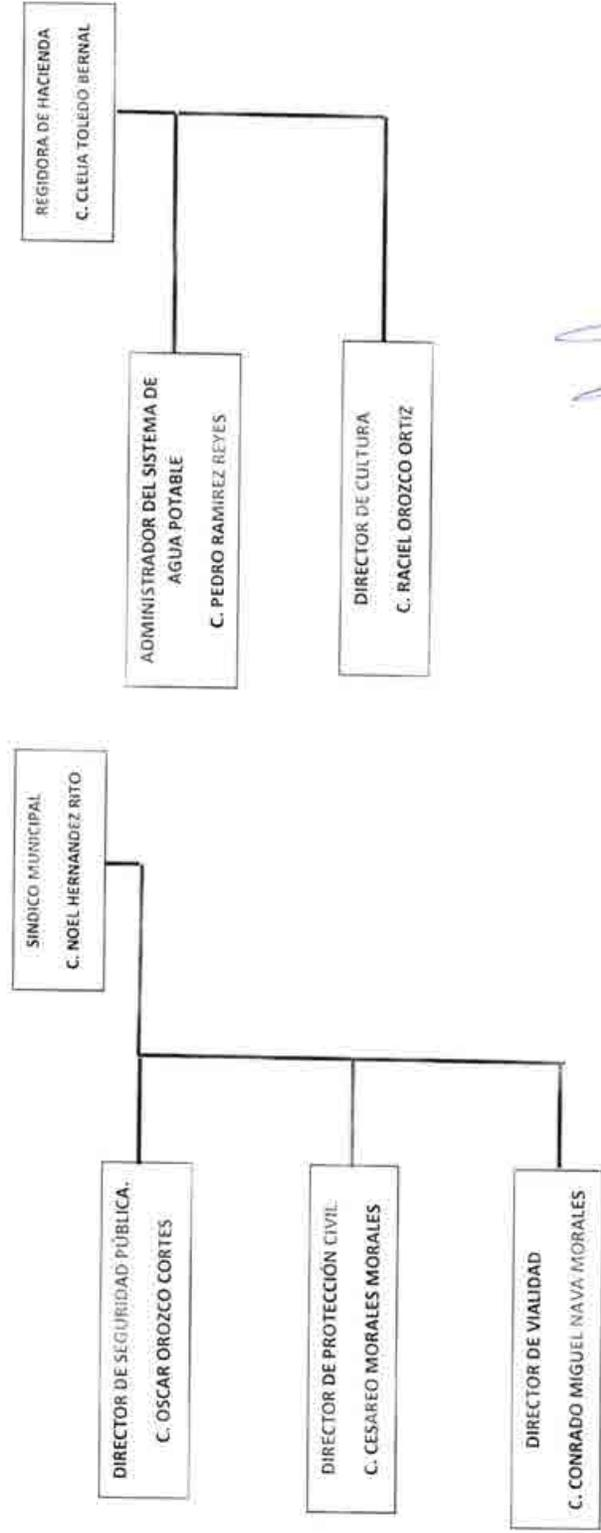 SINDICO MUNICIPAL
C. NOEL HERNANDEZ RITO
DIRECTOR DE SEGURIDAD PÚBLICA.
C. OSCAR OROZCO CORTES
DIRECTOR DE PROTECCIÓN CIVIL
C. CESAREO MORALES MORALES
DIRECTOR DE VIALIDAD
C. CONRADO MIGUEL NAVA MORALES
REGIDORA DE HACIENDA
C. CLELIA TOLEDO BERNAL
ADMINISTRADOR DEL SISTEMA DE
AGUA POTABLE
C. PEDRO RAMIREZ REYES
DIRECTOR DE CULTURA
C. RACIEL OROZCO ORTIZ